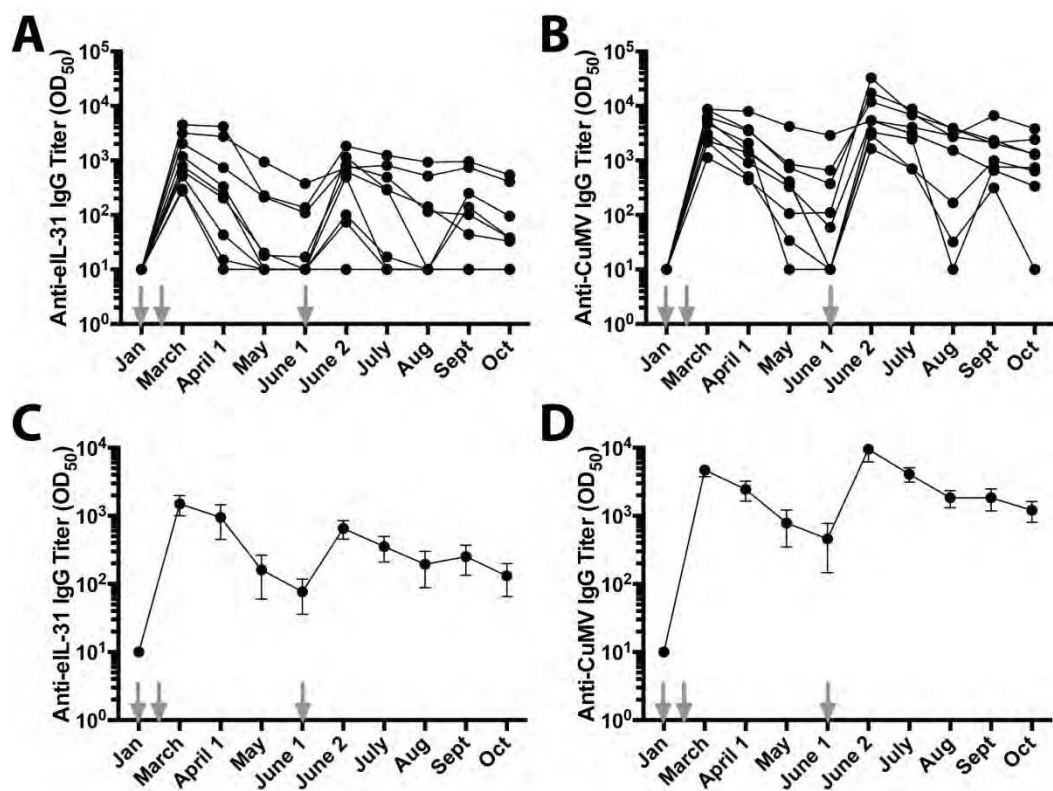 A
Anti-eIL-31 IgG Titer (OD50)
10^5
10^4
10^3
10^2
10^1
10^0
Jan
March
April 1
May
June 1
June 2
July
Aug
Sept
Oct
B
Anti-CuMV IgG Titer (OD50)
10^5
10^4
10^3
10^2
10^1
10^0
Jan
March
April 1
May
June 1
June 2
July
Aug
Sept
Oct
C
Anti-eIL-31 IgG Titer (OD50)
10^4
10^3
10^2
10^1
10^0
Jan
March
April 1
May
June 1
June 2
July
Aug
Sept
Oct
D
Anti-CuMV IgG Titer (OD50)
10^4
10^3
10^2
10^1
10^0
Jan
March
April 1
May
June 1
June 2
July
Aug
Sept
Oct